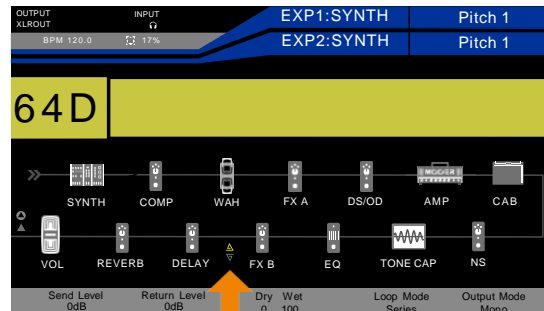 OUTPUT INPUT EXP1:SYNTH Pitch 1
XLROUT
BPM 120.0 17% EXP2:SYNTH Pitch 1
64D
MOOER
SYNTH COMP WAH FX A DS/OD AMP CAB
VOL REVERB DELAY FX B EQ TONE CAP NS
Send Level Return Level Dry Wet Loop Mode Output Mode
0dB 0dB 0 100 Series Mono